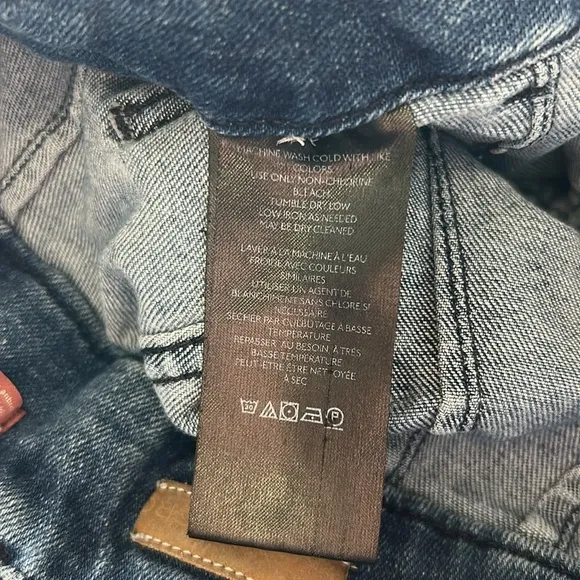 WASH COLD WITH LIKE
COLORS
USE ONLY NON-CHLORINE
BLEACH
TUMBLE DRY LOW
LOW IRON AS NEEDED
MAY BE DRY CLEANED
LAVER À LA MACHINE À L'EAU
FROIDE AVEC COULEURS
SIMILAIRES
UTILISER UN AGENT DE
BLANCHIMENT SANS CHLORE SI
NÉCESSAIRE
SÉCHER PAR CULBUTAGE À BASSE
TEMPÉRATURE
REPASSER AU BESOIN, À TRÈS
BASSE TEMPÉRATURE
PEUT-ÊTRE ÊTRE NETTOYÉE
À SEC
30 P